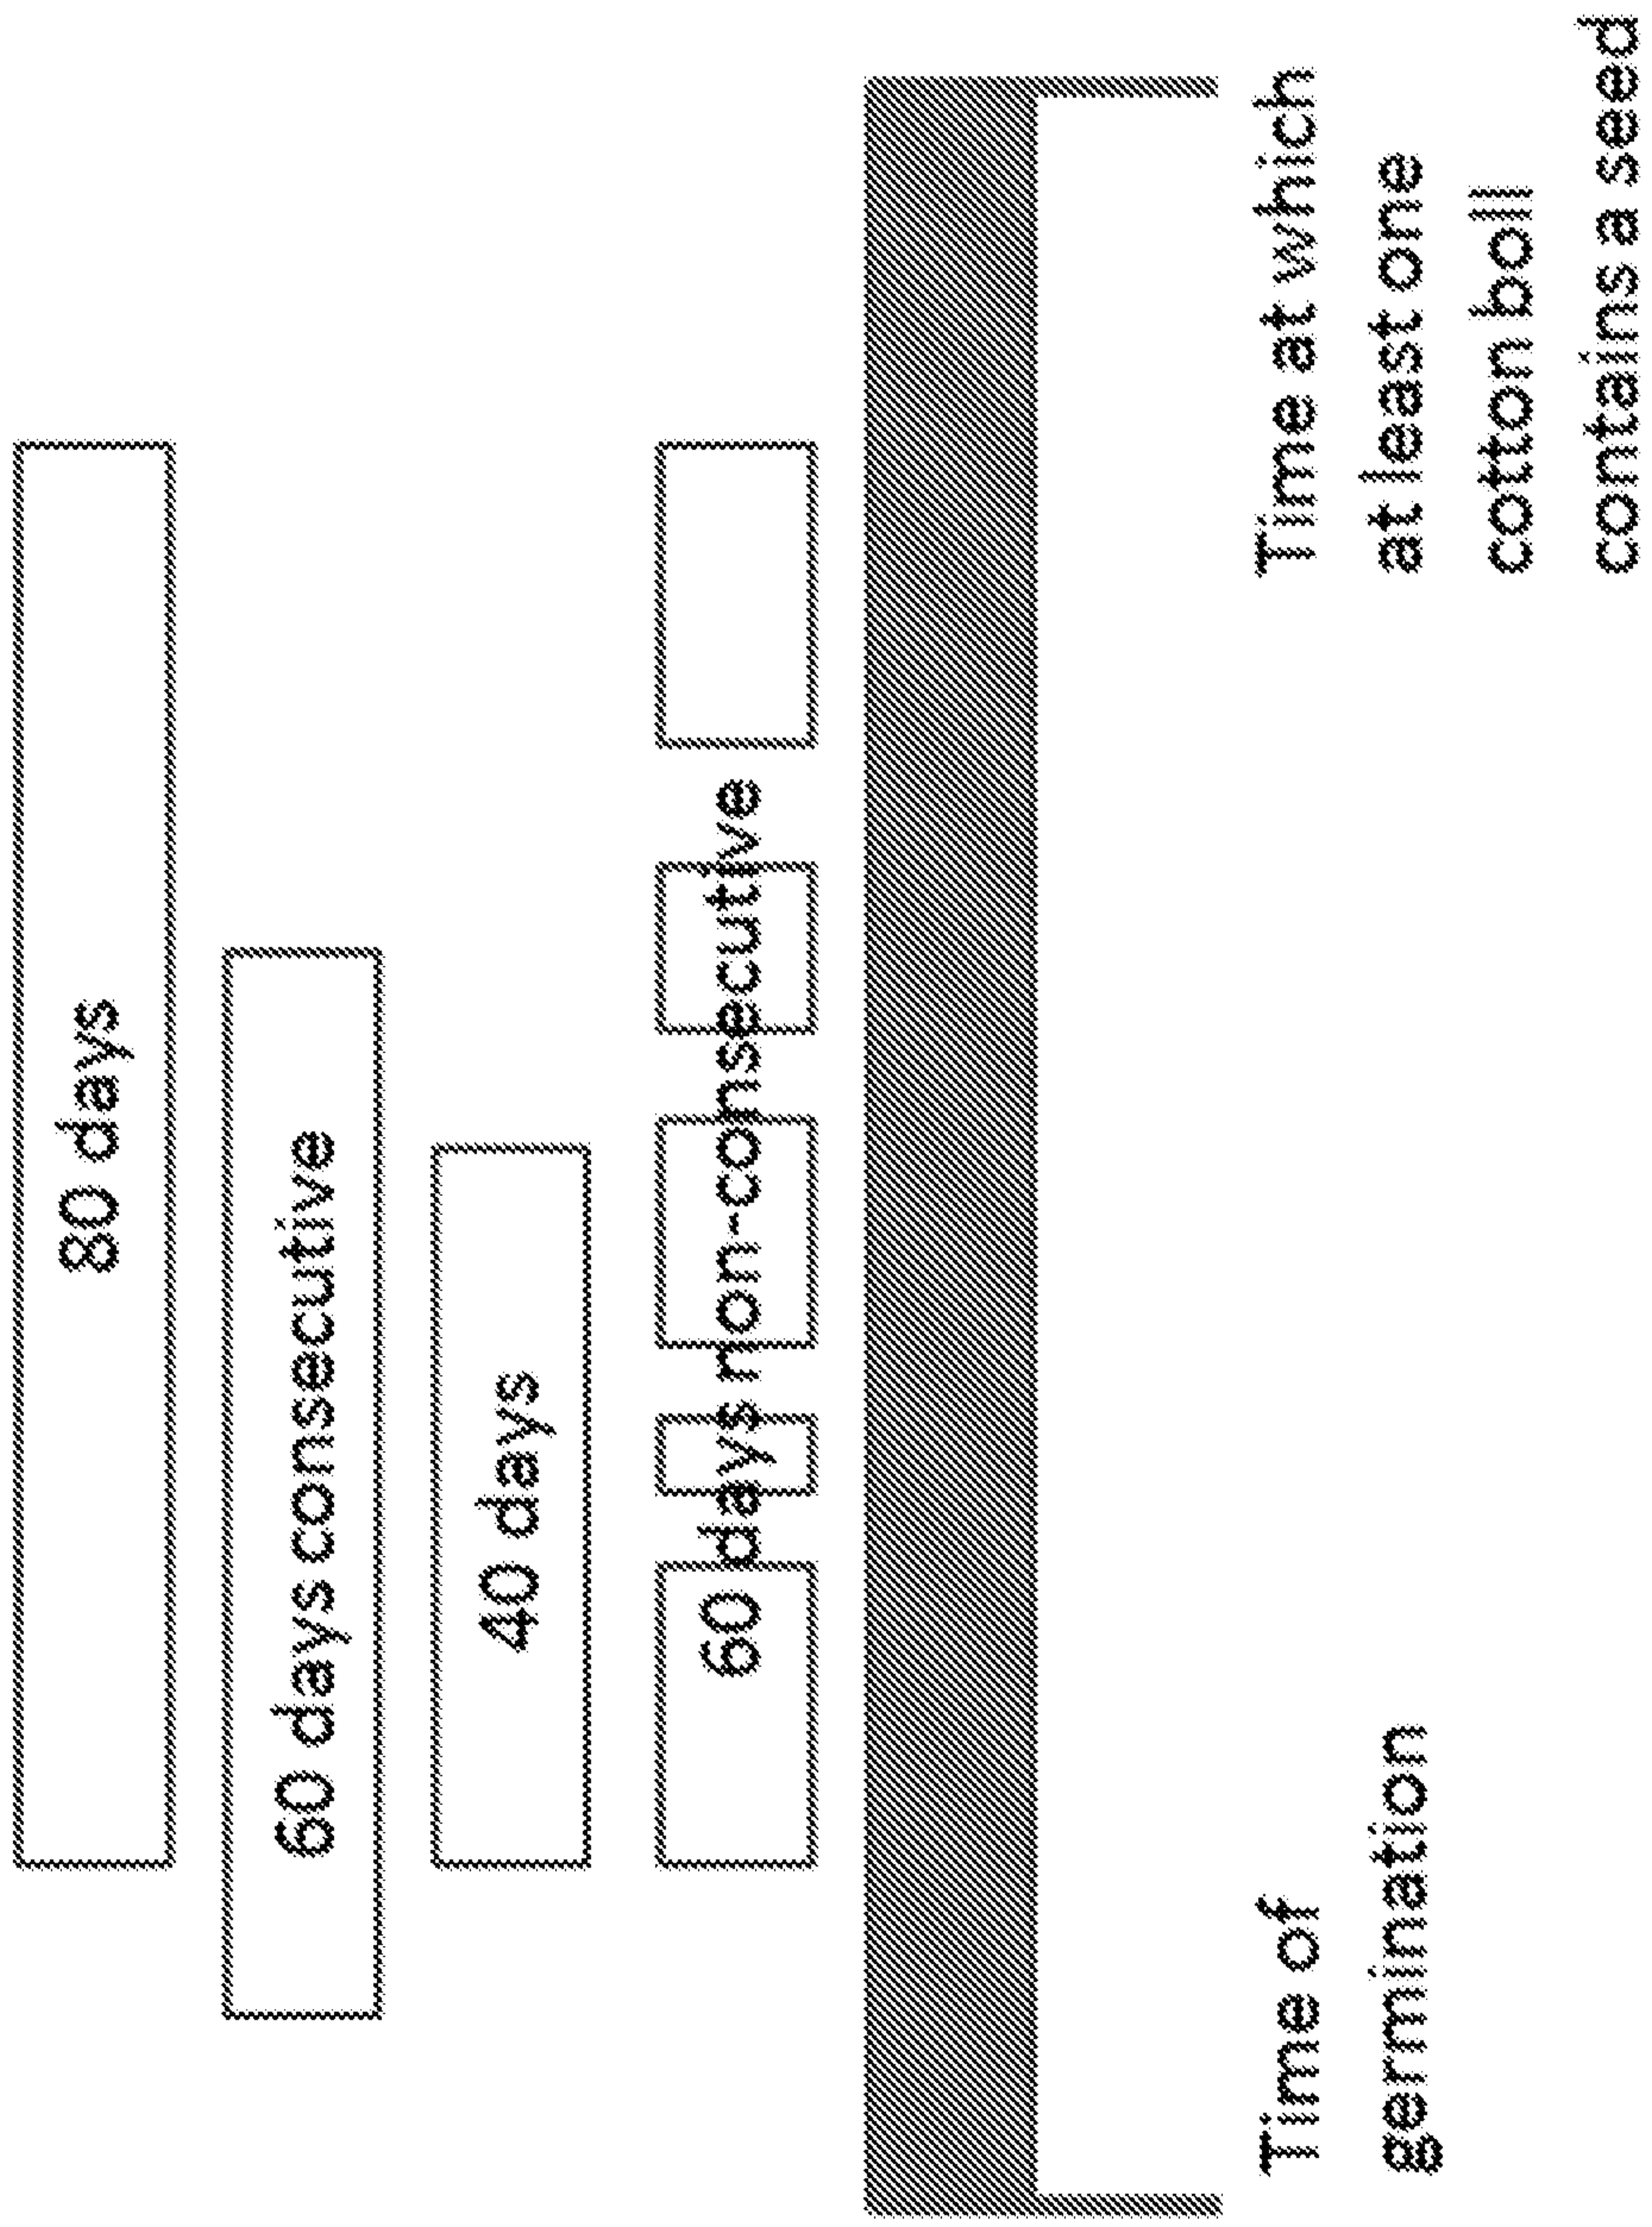 80 days
60 days consecutive
40 days
60 days non-consecutive
Time of
germination
Time at which
at least one
cotton boll
contains a seed